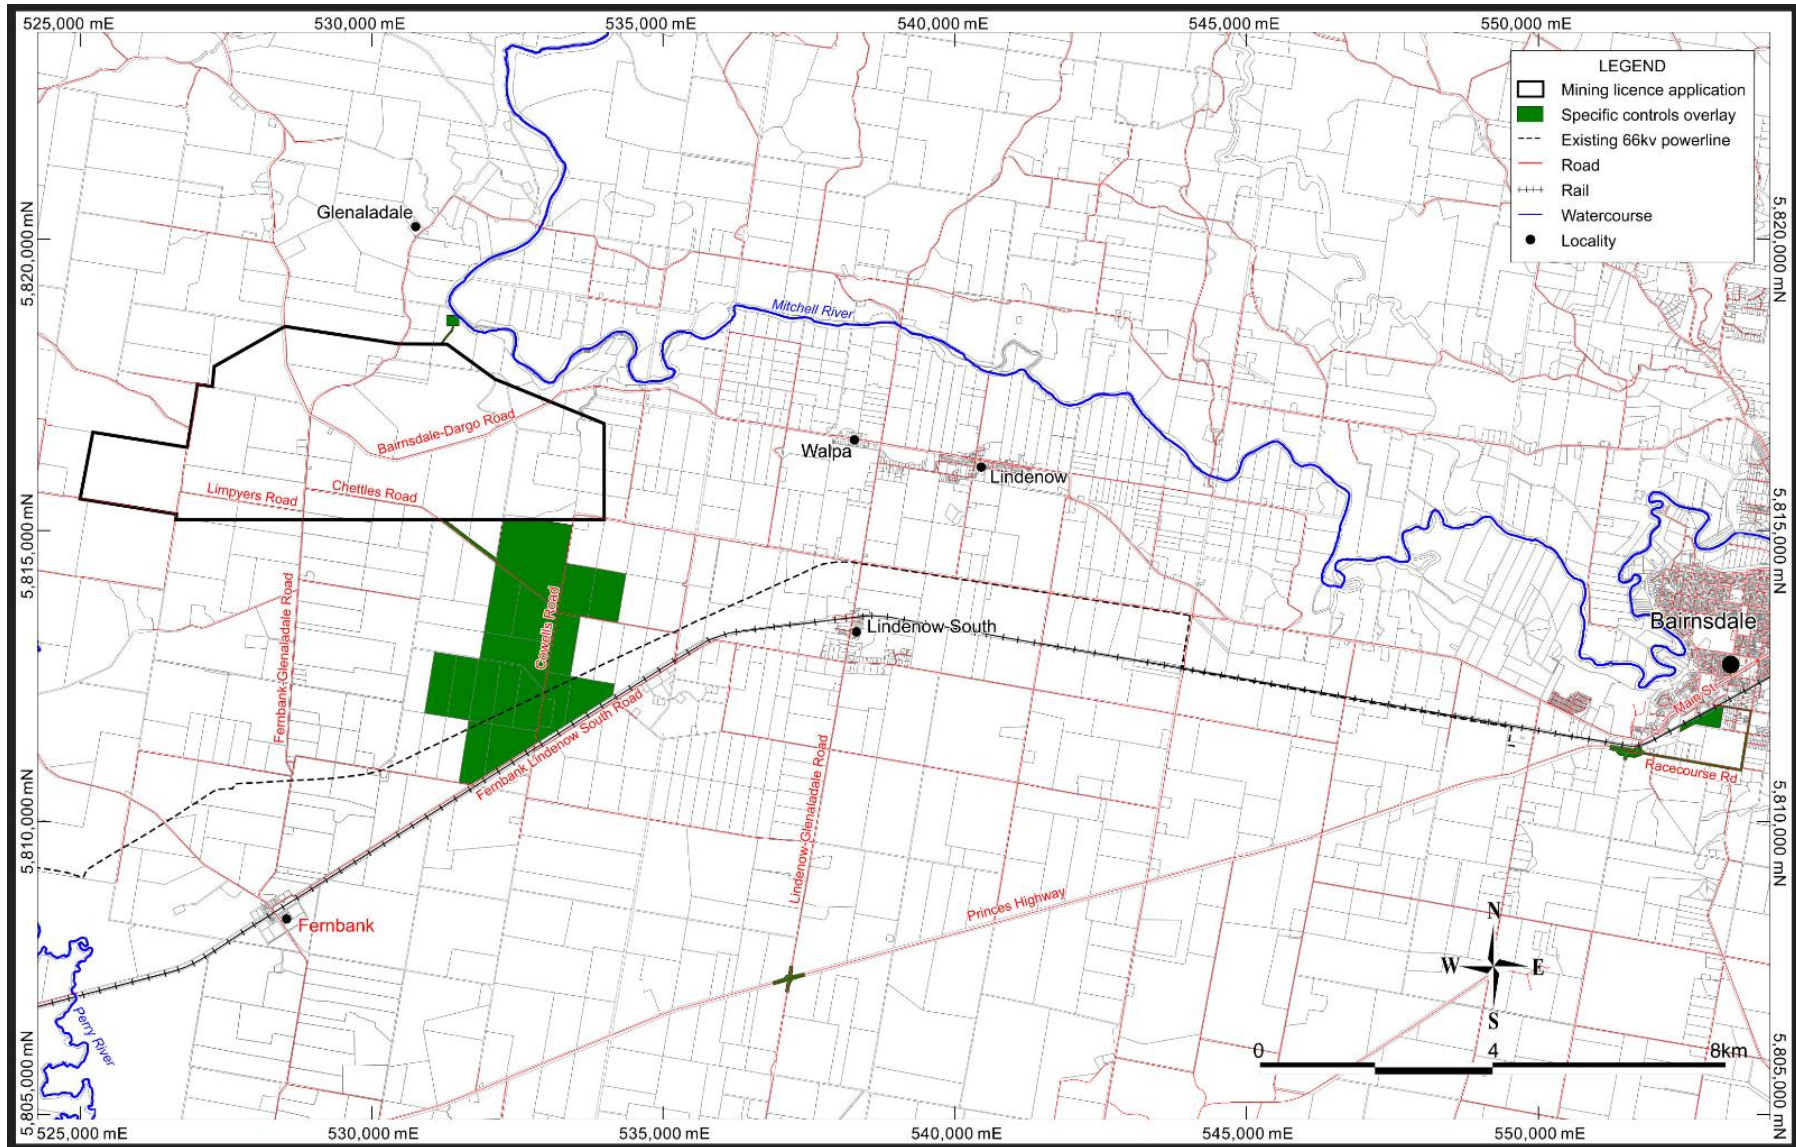 525,000 mE
530,000 mE
535,000 mE
540,000 mE
545,000 mE
550,000 mE
LEGEND
Mining licence application
Specific controls overlay
Existing 66kv powerline
Road
Rail
Watercourse
Locality
5,820,000 mN
5,820,000 mN
Glenaladale
Mitchell River
Bairnsdale-Dargo Road
Walpa
Lindenow
Limpyers Road
Chettles Road
5,815,000 mN
5,815,000 mN
Fernbank-Glenaladale Road
Cowells Road
Lindenow-South
Bairnsdale
Main St
Fernbank Lindenow South Road
Racecourse Rd
Lindenow-Glenaladale Road
5,810,000 mN
5,810,000 mN
Princes Highway
Fernbank
N
W
E
S
Perry River
0
4
8km
5,805,000 mN
5,805,000 mN
525,000 mE
530,000 mE
535,000 mE
540,000 mE
545,000 mE
550,000 mE